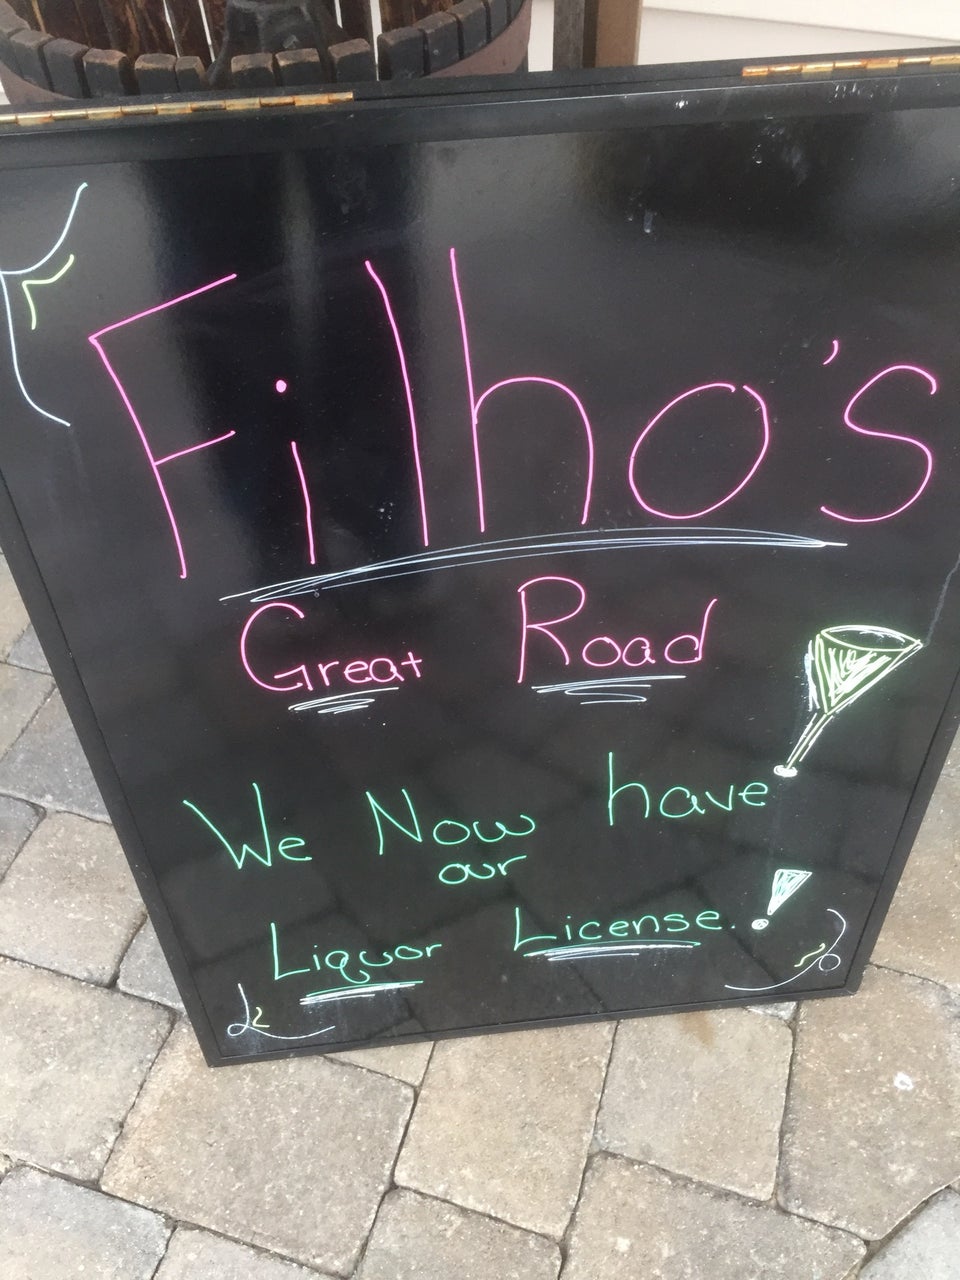 Filho's
Great Road
We Now have
our
Liquor License.!